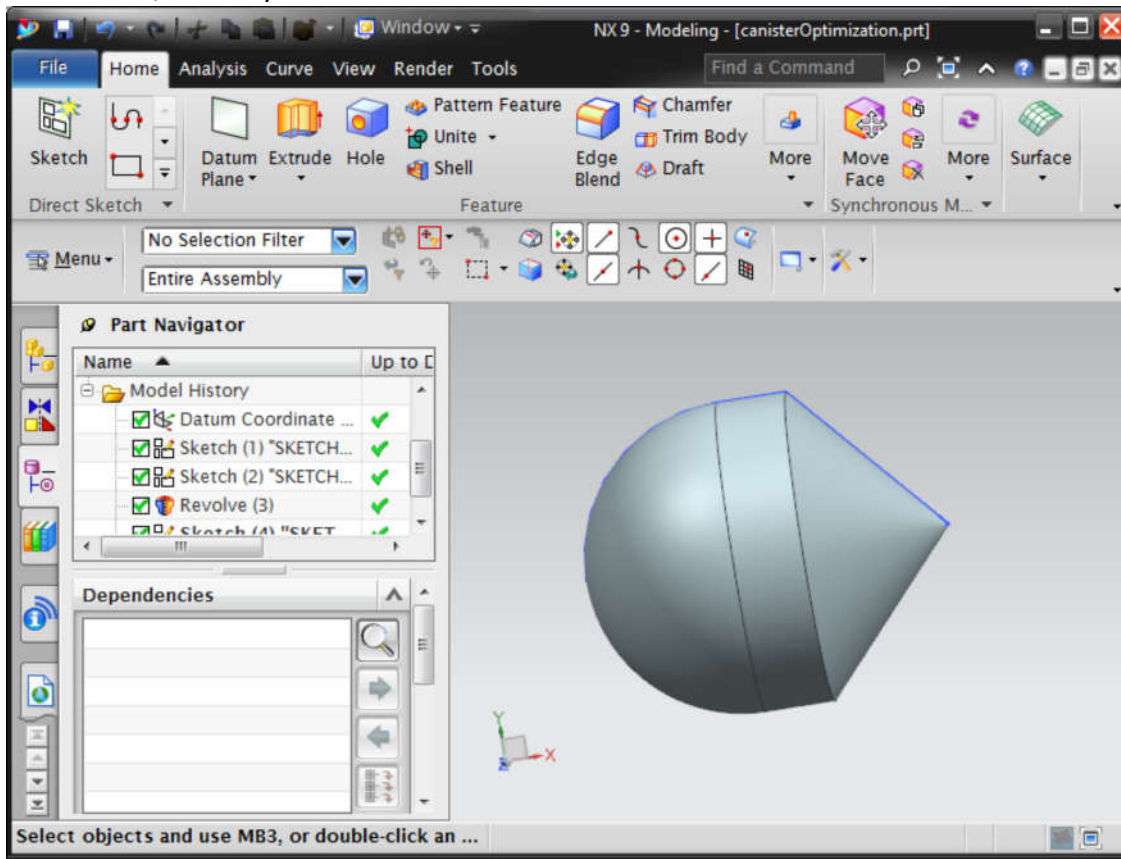 Window
NX 9 - Modeling - [canisterOptimization.prt]
File Home Analysis Curve View Render Tools Find a Command
Sketch
Datum Plane
Extrude
Hole
Pattern Feature
Unite
Shell
Edge Blend
Chamfer
Trim Body
Draft
More
Move Face
More
Surface
Direct Sketch Feature Synchronous M...
Menu
No Selection Filter
Entire Assembly
Part Navigator
Name Up to D
Model History
Datum Coordinate ...
Sketch (1) "SKETCH...
Sketch (2) "SKETCH...
Revolve (3)
Sketch (4) "SKET
Dependencies
Y
X
Select objects and use MB3, or double-click an ...